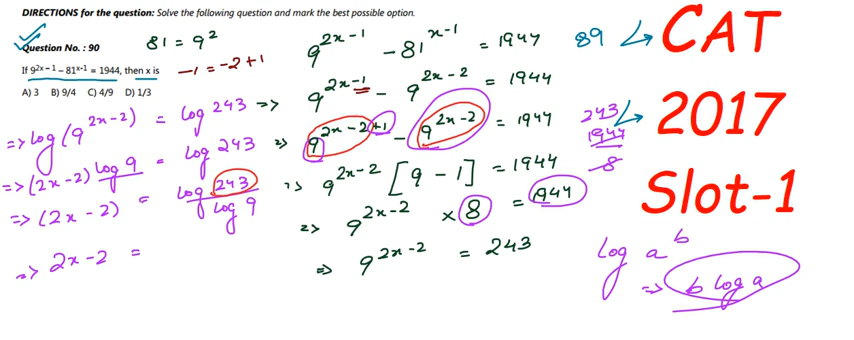 DIRECTIONS for the question: Solve the following question and mark the best possible option.
Question No. : 90
If 9^(2x-1) - 81^(x-1) = 1944, then x is
A) 3 B) 9/4 C) 4/9 D) 1/3
81 = 9^2
-1 = -2 + 1
9^(2x-1) - 81^(x-1) = 1947
9^(2x-1) - 9^(2x-2) = 1944
=> 9^(2x-2+1) - 9^(2x-2) = 1944
=> 9^(2x-2) [9 - 1] = 1944
=> 9^(2x-2) × 8 = 1944
=> 9^(2x-2) = 243
=> log(9^(2x-2)) = log 243 =>
=> (2x-2) log 9 = log 243
=> (2x-2) = log 243 / log 9
=> 2x-2 =
89
243
1944
8
CAT
2017
Slot-1
log a^b
=> b log a